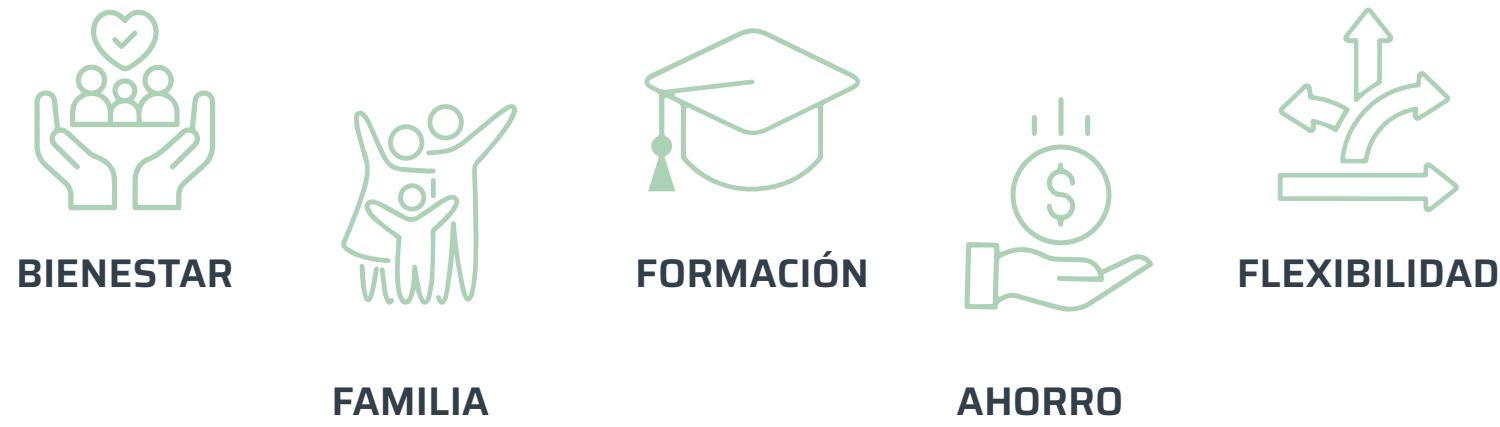 BIENESTAR
FAMILIA
FORMACIÓN
AHORRO
FLEXIBILIDAD